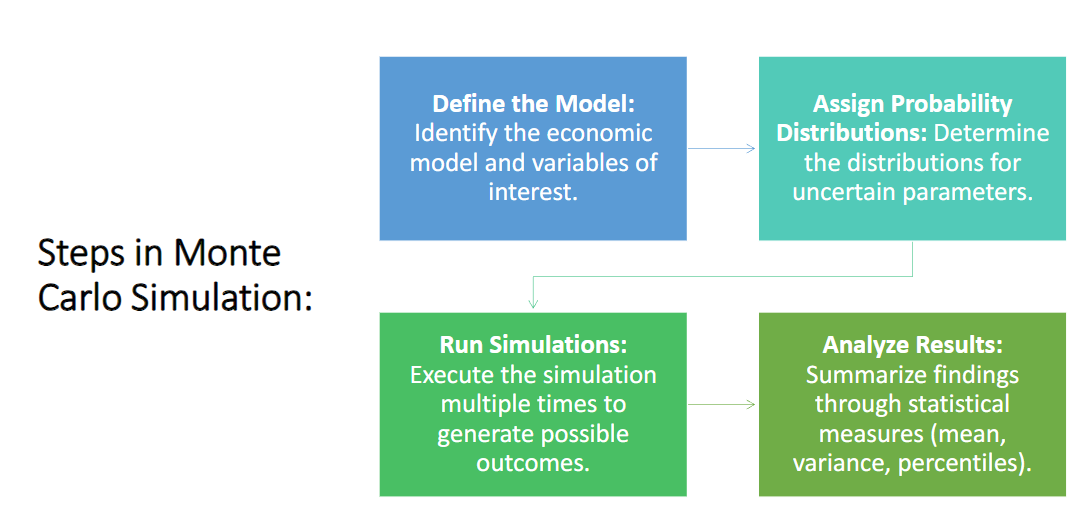 Steps in Monte
Carlo Simulation:
Define the Model:
Identify the economic
model and variables of
interest.
Assign Probability
Distributions: Determine
the distributions for
uncertain parameters.
Run Simulations:
Execute the simulation
multiple times to
generate possible
outcomes.
Analyze Results:
Summarize findings
through statistical
measures (mean,
variance, percentiles).